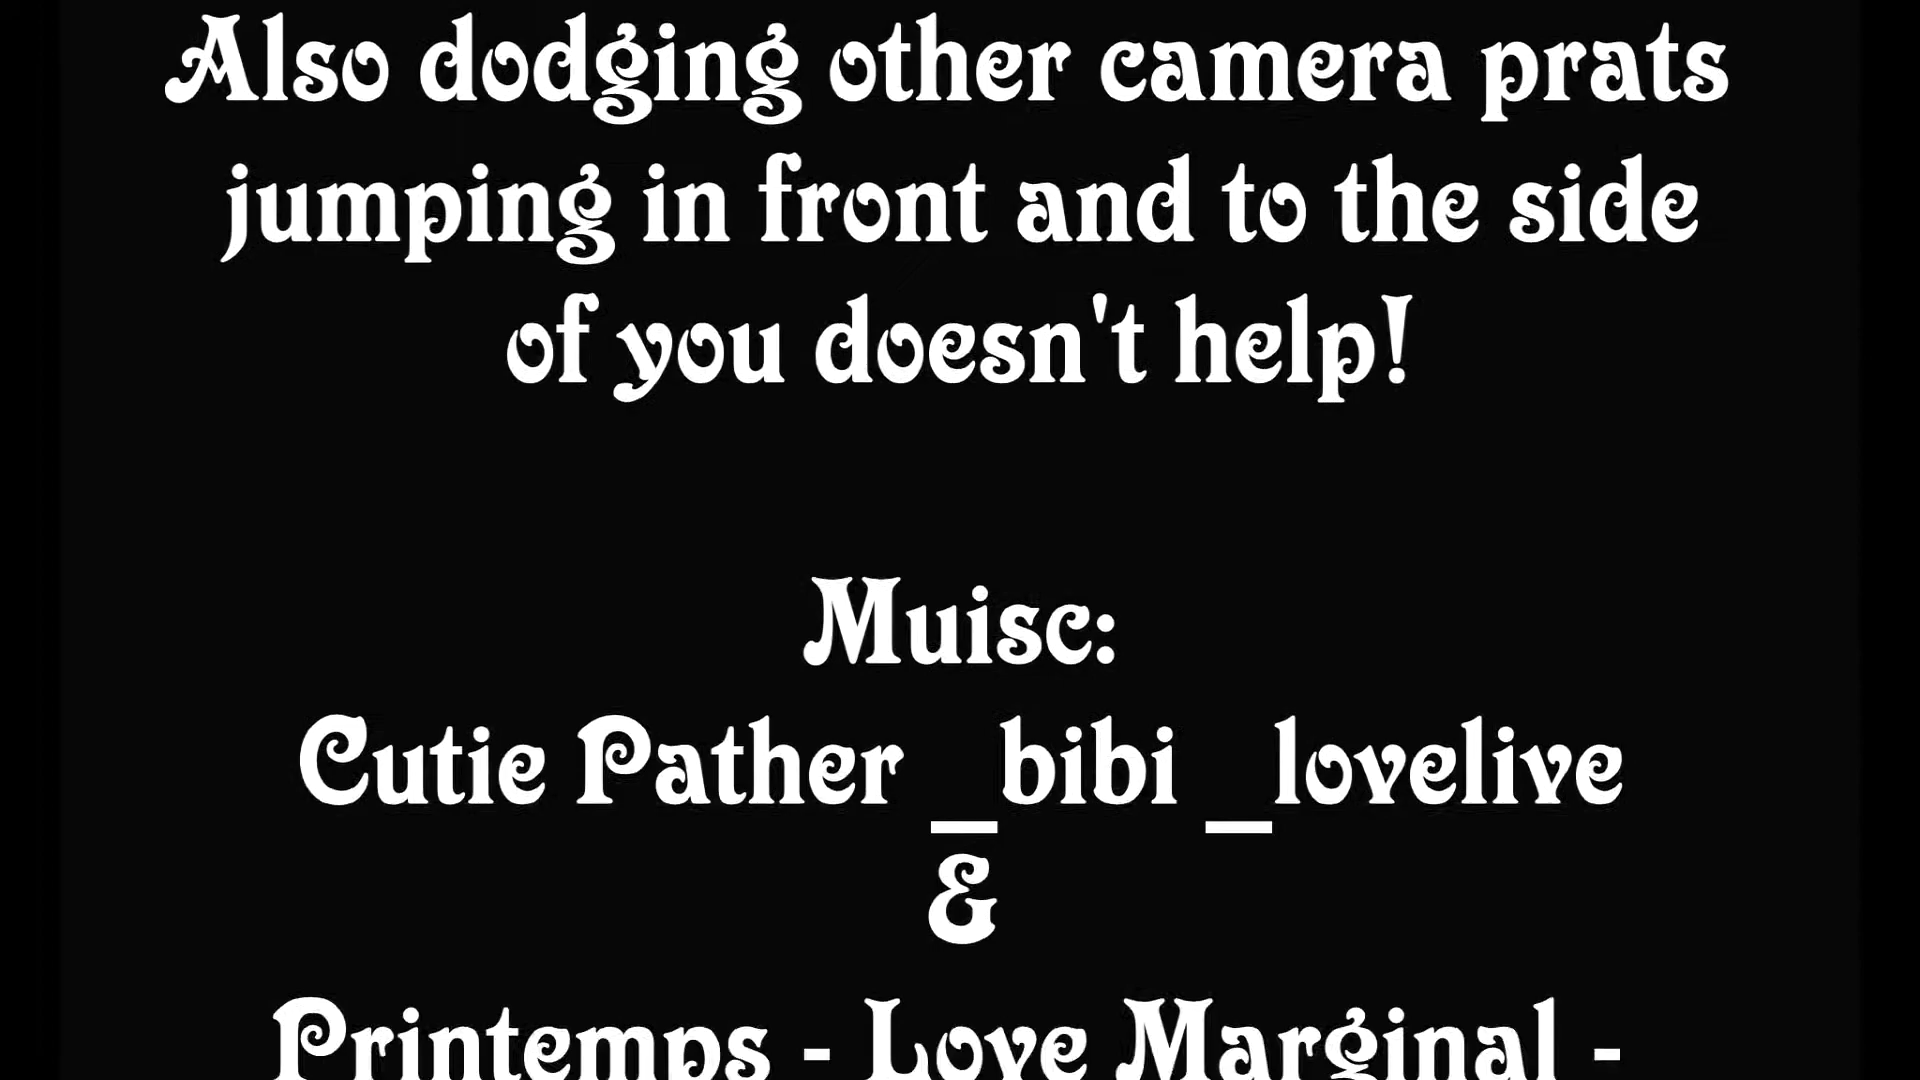 Also dodging other camera prats
jumping in front and to the side
of you doesn't help!
Muisc:
Cutie Pather _bibi _lovelive
&
Printemps - Love Marginal -